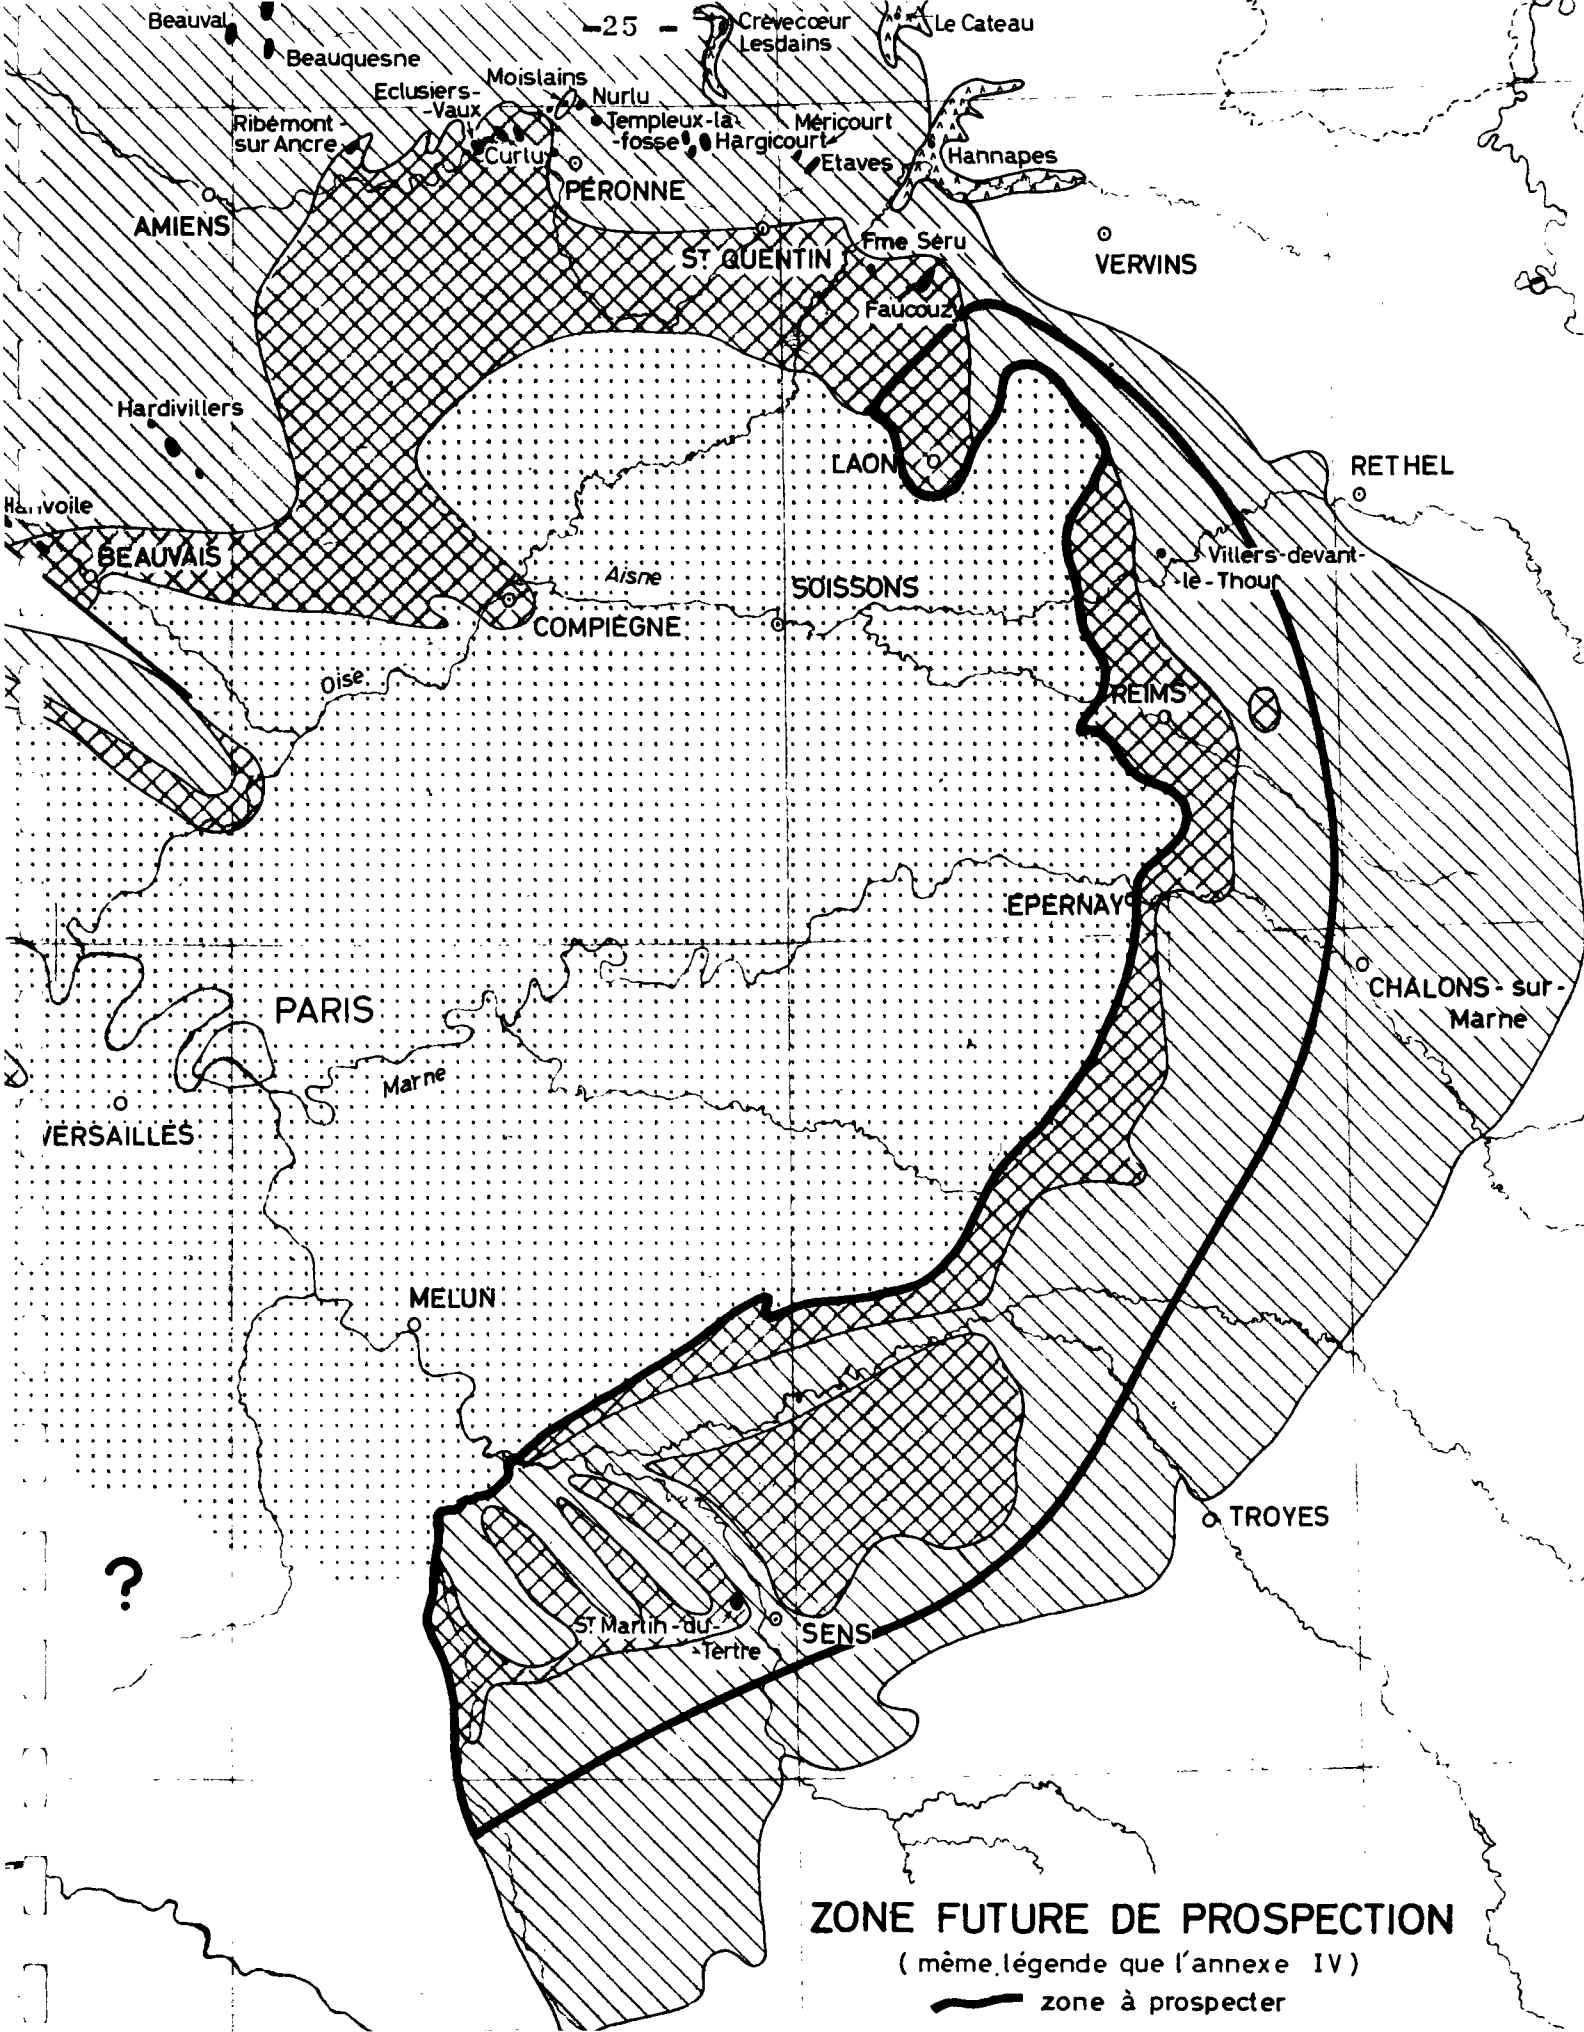 -25 -
Beauval
Beauquesne
Crèvecœur
Lesdains
Le Cateau
Moislains
Eclusiers-
-Vaux
Nurlu
Ribémont-
sur Ancre
Templeux-la-
-fosse
Hargicourt
Méricourt
Curlu
Etaves
Hannapes
PÉRONNE
AMIENS
ST QUENTIN
Fme Séru
VERVINS
Faucouzy
Hardivillers
LAON
RETHEL
BEAUVAIS
Aisne
SOISSONS
Villers-devant-
-le-Thour
COMPIÈGNE
Oise
REIMS
ÉPERNAY
PARIS
CHALONS-sur-
Marne
Marne
VERSAILLES
MELUN
TROYES
?
ST Martin-du-
-Tertre
SENS
ZONE FUTURE DE PROSPECTION
(même légende que l'annexe IV)
zone à prospecter